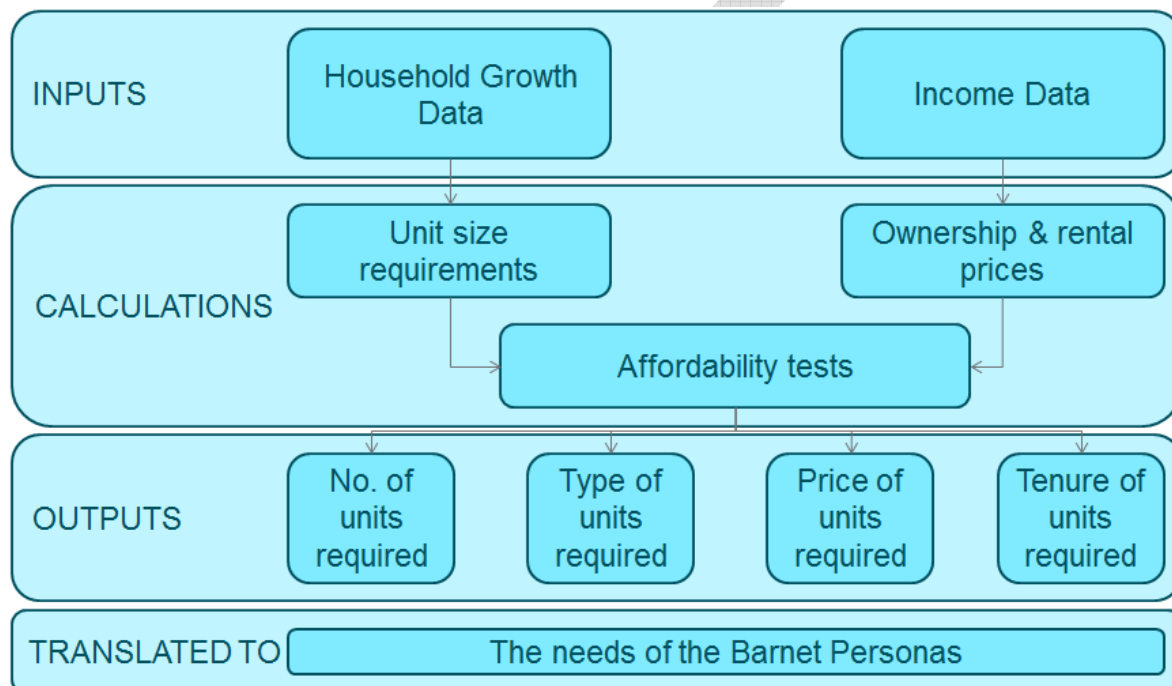 INPUTS
Household Growth
Data
Income Data
CALCULATIONS
Unit size
requirements
Ownership & rental
prices
Affordability tests
OUTPUTS
No. of
units
required
Type of
units
required
Price of
units
required
Tenure of
units
required
TRANSLATED TO
The needs of the Barnet Personas